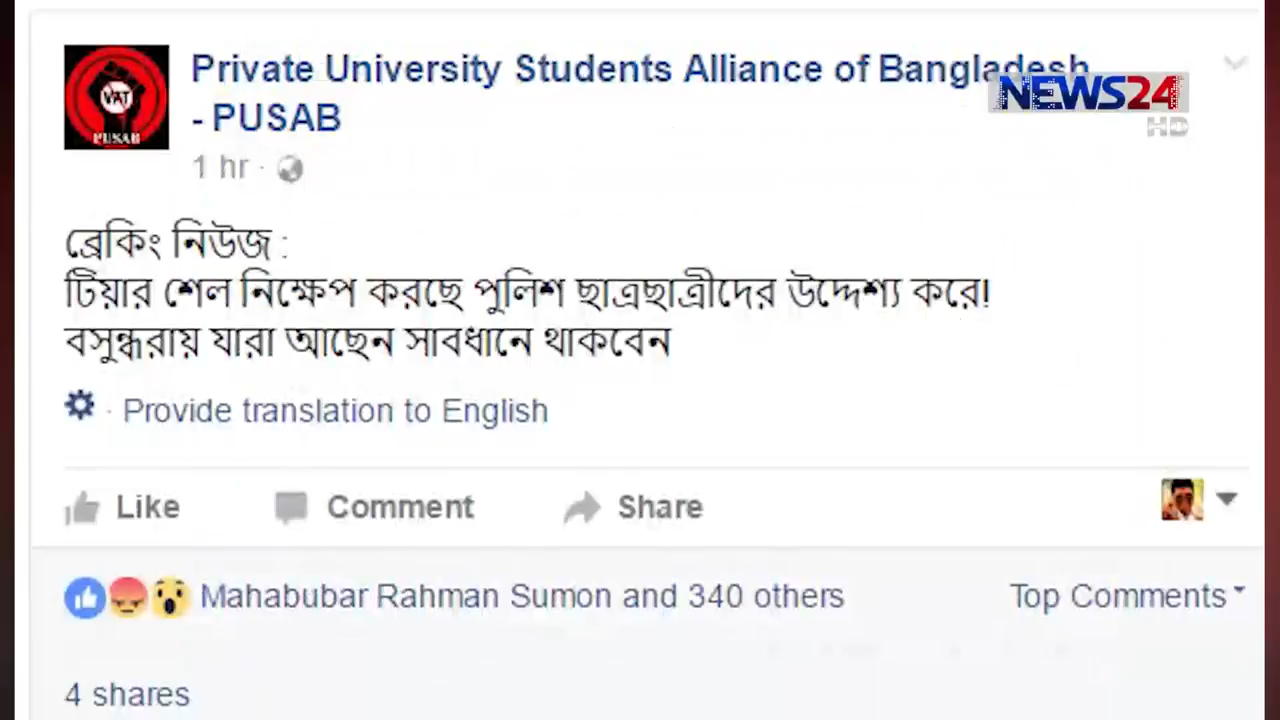 Private University Students Alliance of Bangladesh
- PUSAB
NEWS24
HD
VAT
PUSAB
1 hr ·
ব্রেকিং নিউজ :
টিয়ার শেল নিক্ষেপ করছে পুলিশ ছাত্রছাত্রীদের উদ্দেশ্য করে!
বসুন্ধরায় যারা আছেন সাবধানে থাকবেন
· Provide translation to English
Like Comment Share
Mahabubar Rahman Sumon and 340 others Top Comments
4 shares